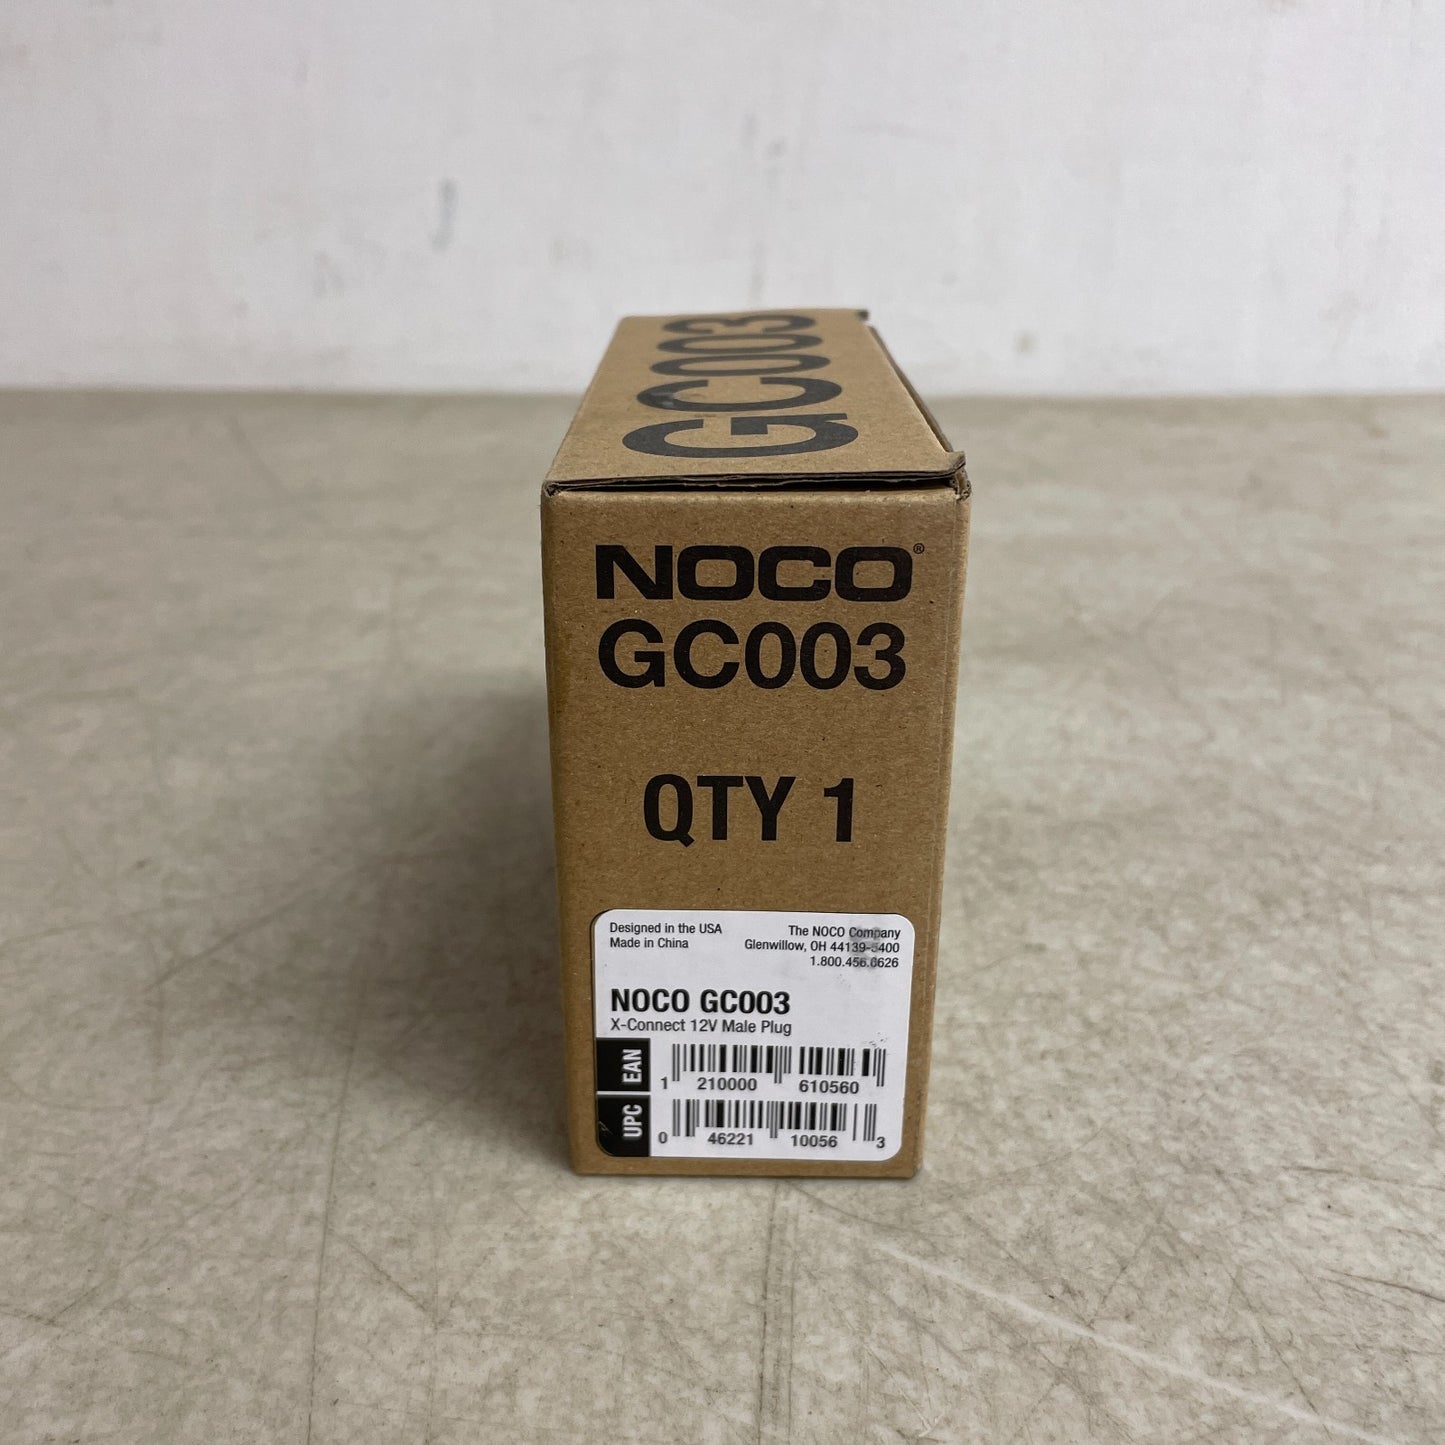 GC003
NOCO®
GC003
QTY 1
Designed in the USA
Made in China
The NOCO Company
Glenwillow, OH 44139-5400
1.800.456.6626
NOCO GC003
X-Connect 12V Male Plug
EAN
1 210000 610560
UPC
0 46221 10056 3